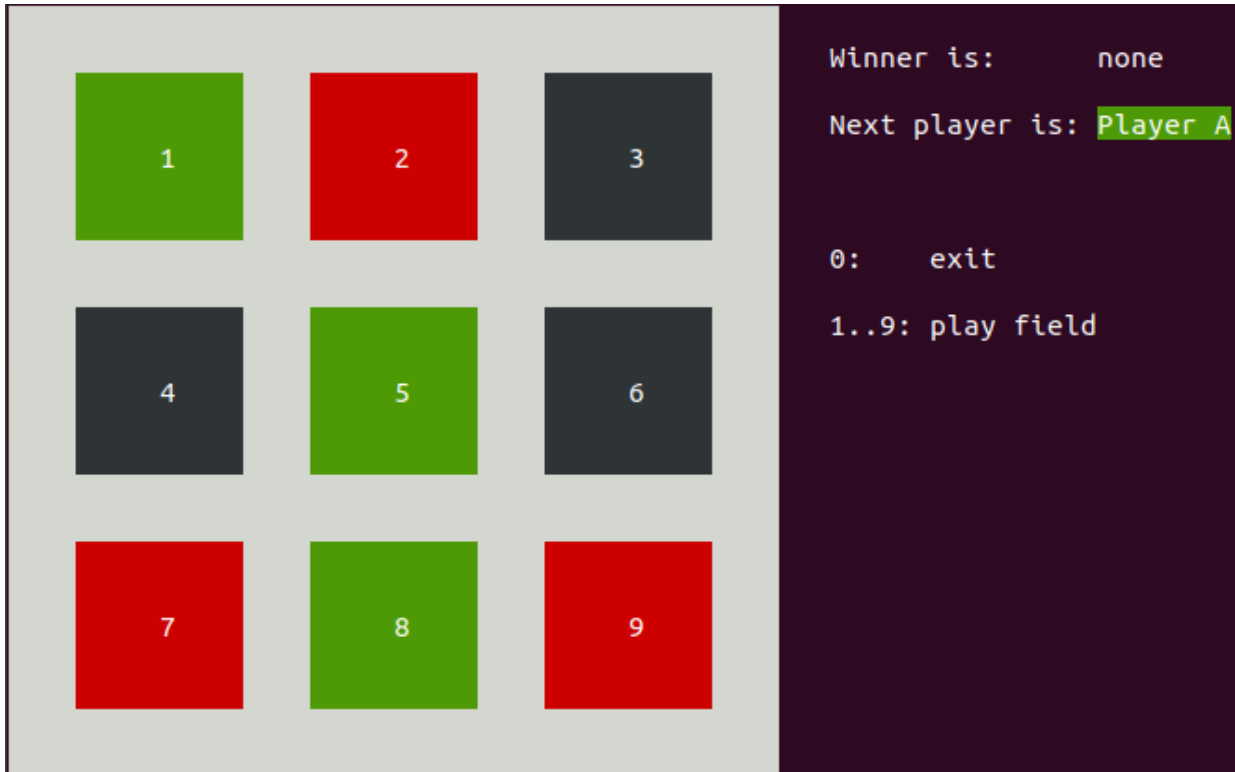 1 2 3
4 5 6
7 8 9
Winner is: none
Next player is: Player A
0: exit
1..9: play field